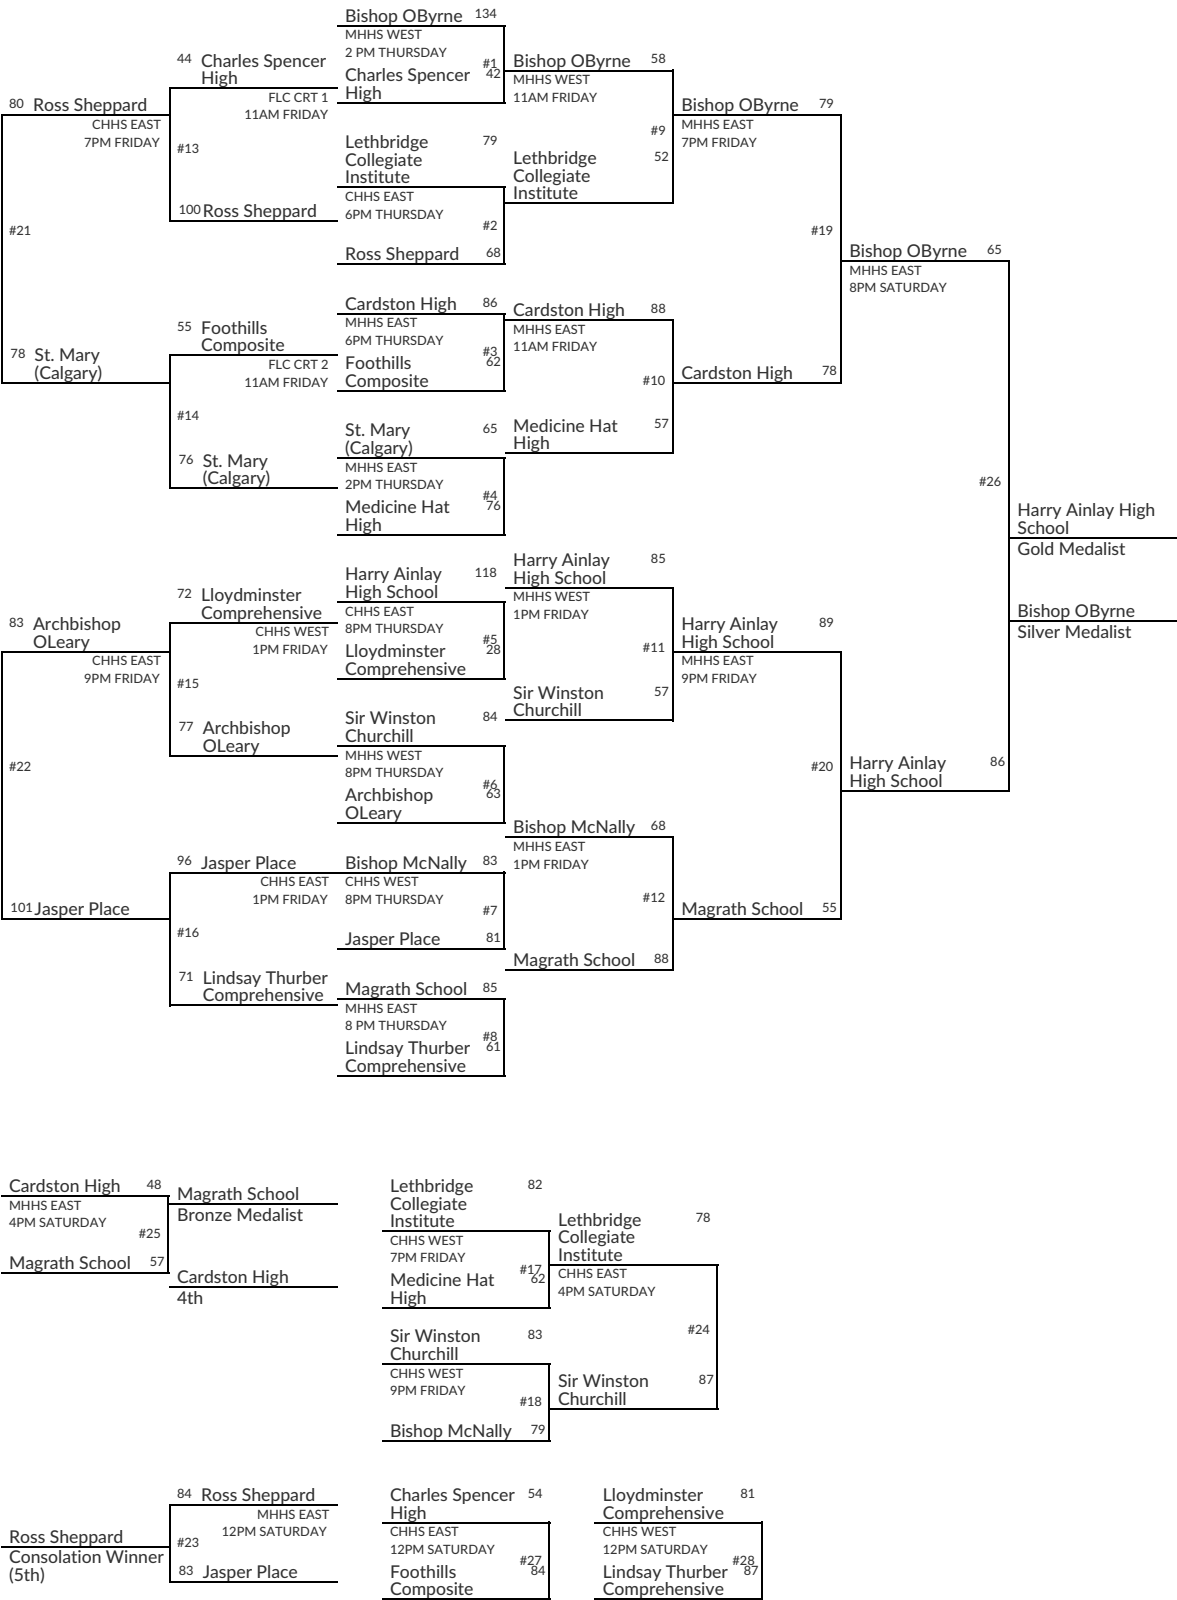 Bishop OByrne 134
MHHS WEST
2 PM THURSDAY
#1
Charles Spencer 42
High
44 Charles Spencer
High
FLC CRT 1
11AM FRIDAY
Bishop OByrne 58
MHHS WEST
11AM FRIDAY
80 Ross Sheppard
CHHS EAST
7PM FRIDAY
#13
Bishop OByrne 79
MHHS EAST
7PM FRIDAY
#9
Lethbridge 79
Collegiate
Institute
CHHS EAST
6PM THURSDAY
#2
Ross Sheppard 68
Lethbridge 52
Collegiate
Institute
100 Ross Sheppard
#21
#19
Bishop OByrne 65
MHHS EAST
8PM SATURDAY
Cardston High 86
MHHS EAST
6PM THURSDAY
#3
Foothills 62
Composite
Cardston High 88
MHHS EAST
11AM FRIDAY
55 Foothills
Composite
FLC CRT 2
11AM FRIDAY
78 St. Mary
(Calgary)
#14
#10
Cardston High 78
St. Mary 65
(Calgary)
MHHS EAST
2PM THURSDAY
#4
Medicine Hat 76
High
Medicine Hat 57
High
76 St. Mary
(Calgary)
#26
Harry Ainlay High
School
Gold Medalist
Bishop OByrne
Silver Medalist
Harry Ainlay 118
High School
CHHS EAST
8PM THURSDAY
#5
Lloydminster 28
Comprehensive
Harry Ainlay 85
High School
MHHS WEST
1PM FRIDAY
72 Lloydminster
Comprehensive
CHHS WEST
1PM FRIDAY
83 Archbishop
OLeary
CHHS EAST
9PM FRIDAY
#15
#11
Harry Ainlay 89
High School
MHHS EAST
9PM FRIDAY
Sir Winston 57
Churchill
77 Archbishop
OLeary
Sir Winston 84
Churchill
MHHS WEST
8PM THURSDAY
#6
Archbishop 63
OLeary
#22
#20
Harry Ainlay 86
High School
Bishop McNally 68
MHHS EAST
1PM FRIDAY
96 Jasper Place
CHHS EAST
1PM FRIDAY
Bishop McNally 83
CHHS WEST
8PM THURSDAY
#7
Jasper Place 81
101 Jasper Place
#16
#12
Magrath School 55
Magrath School 88
71 Lindsay Thurber
Comprehensive
Magrath School 85
MHHS EAST
8 PM THURSDAY
#8
Lindsay Thurber 61
Comprehensive
Cardston High 48
MHHS EAST
4PM SATURDAY
#25
Magrath School 57
Magrath School
Bronze Medalist
Cardston High
4th
Lethbridge 82
Collegiate
Institute
CHHS WEST
7PM FRIDAY
#17
Medicine Hat 62
High
Lethbridge 78
Collegiate
Institute
CHHS EAST
4PM SATURDAY
#24
Sir Winston 83
Churchill
CHHS WEST
9PM FRIDAY
#18
Bishop McNally 79
Sir Winston 87
Churchill
84 Ross Sheppard
MHHS EAST
12PM SATURDAY
#23
83 Jasper Place
Ross Sheppard
Consolation Winner
(5th)
Charles Spencer 54
High
CHHS EAST
12PM SATURDAY
#27
Foothills 84
Composite
Lloydminster 81
Comprehensive
CHHS WEST
12PM SATURDAY
#28
Lindsay Thurber 87
Comprehensive